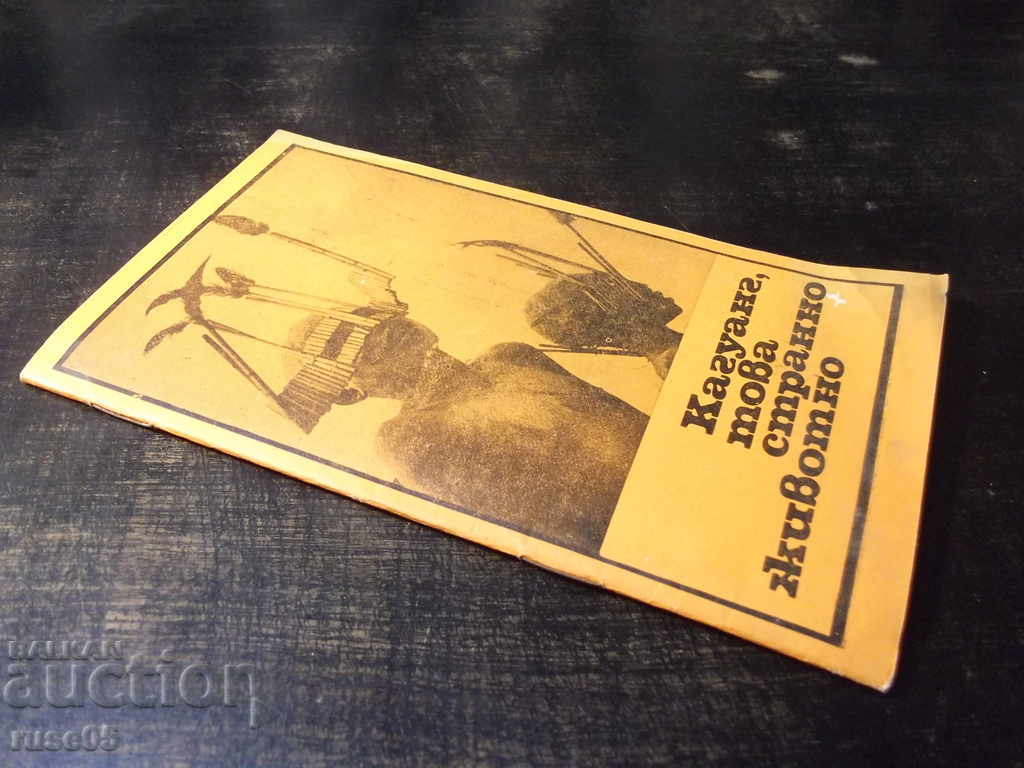 Кагуанг,
това
странно
животно
BALKAN
auction
ruse05